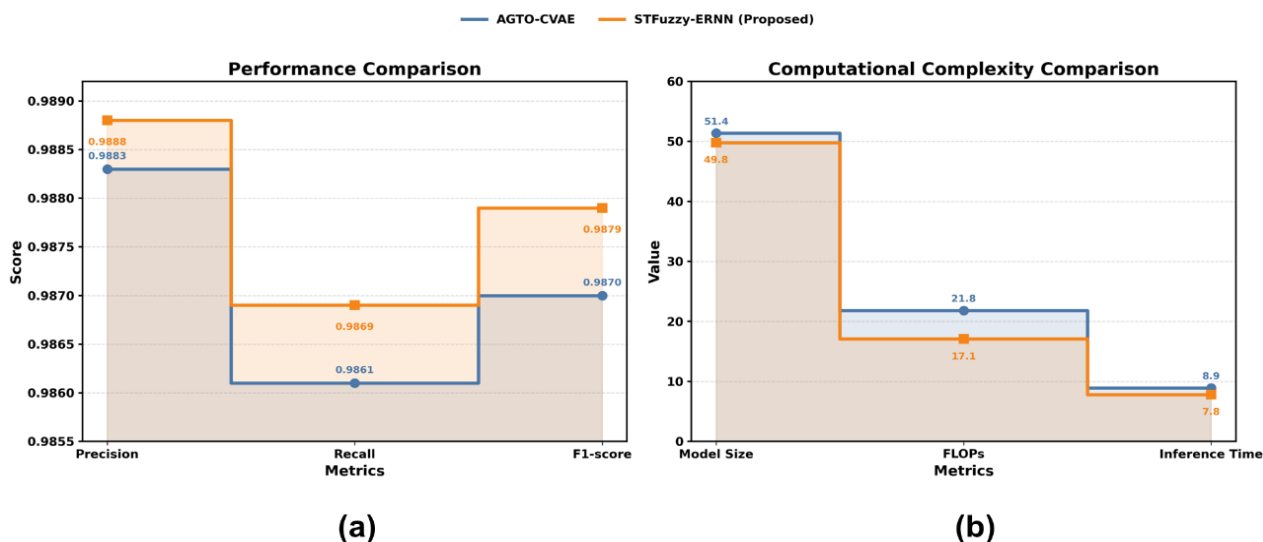 AGTO-CVAE STFuzzy-ERNN (Proposed)
Performance Comparison
Score
0.9890
0.9885
0.9880
0.9875
0.9870
0.9865
0.9860
0.9855
0.9888
0.9883
0.9869
0.9861
0.9879
0.9870
Precision Recall F1-score
Metrics
(a)
Computational Complexity Comparison
Value
60
50
40
30
20
10
0
51.4
49.8
21.8
17.1
8.9
7.8
Model Size FLOPs Inference Time
Metrics
(b)